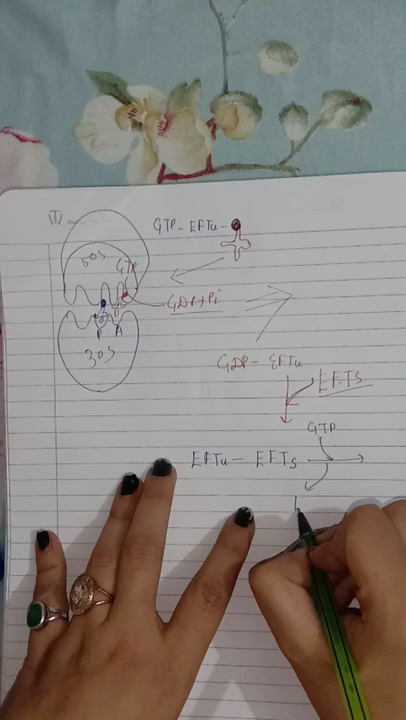 GTP - EFTu -
50S
GTP
GDP+Pi
P A
30S
GDP - EFTu
EFTS
GTP
EFTu - EFTs